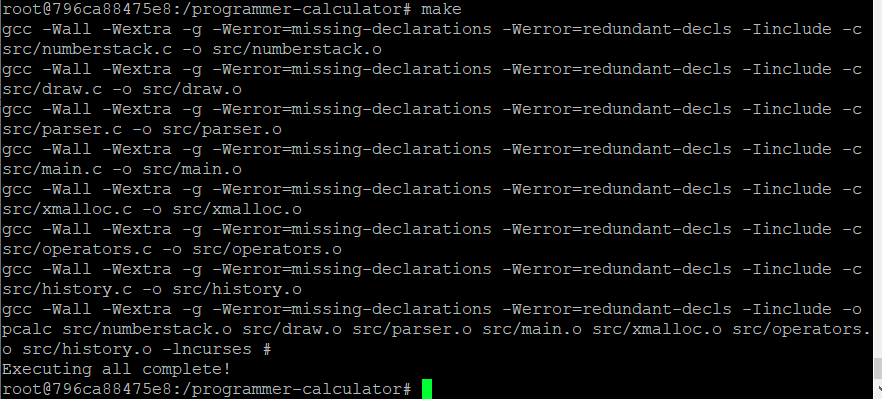 root@796ca88475e8:/programmer-calculator# make
gcc -Wall -Wextra -g -Werror=missing-declarations -Werror=redundant-decls -Iinclude -c
src/numberstack.c -o src/numberstack.o
gcc -Wall -Wextra -g -Werror=missing-declarations -Werror=redundant-decls -Iinclude -c
src/draw.c -o src/draw.o
gcc -Wall -Wextra -g -Werror=missing-declarations -Werror=redundant-decls -Iinclude -c
src/parser.c -o src/parser.o
gcc -Wall -Wextra -g -Werror=missing-declarations -Werror=redundant-decls -Iinclude -c
src/main.c -o src/main.o
gcc -Wall -Wextra -g -Werror=missing-declarations -Werror=redundant-decls -Iinclude -c
src/xmalloc.c -o src/xmalloc.o
gcc -Wall -Wextra -g -Werror=missing-declarations -Werror=redundant-decls -Iinclude -c
src/operators.c -o src/operators.o
gcc -Wall -Wextra -g -Werror=missing-declarations -Werror=redundant-decls -Iinclude -c
src/history.c -o src/history.o
gcc -Wall -Wextra -g -Werror=missing-declarations -Werror=redundant-decls -Iinclude -o
pcalc src/numberstack.o src/draw.o src/parser.o src/main.o src/xmalloc.o src/operators.
o src/history.o -lncurses #
Executing all complete!
root@796ca88475e8:/programmer-calculator#